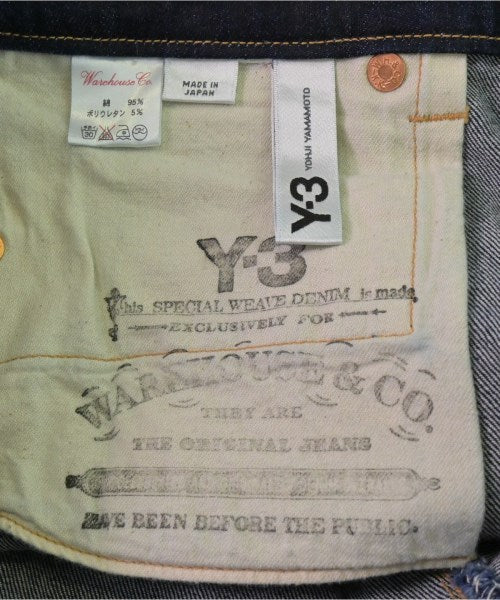 Warehouse Co.
綿 95%
ポリウレタン 5%
30
MADE IN
JAPAN
Y-3
YOHJI YAMAMOTO
Y-3
This SPECIAL WEAVE DENIM is made
EXCLUSIVELY FOR
WAREHOUSE & CO.
THEY ARE
THE ORIGINAL JEANS
HAVE BEEN BEFORE THE PUBLIC.